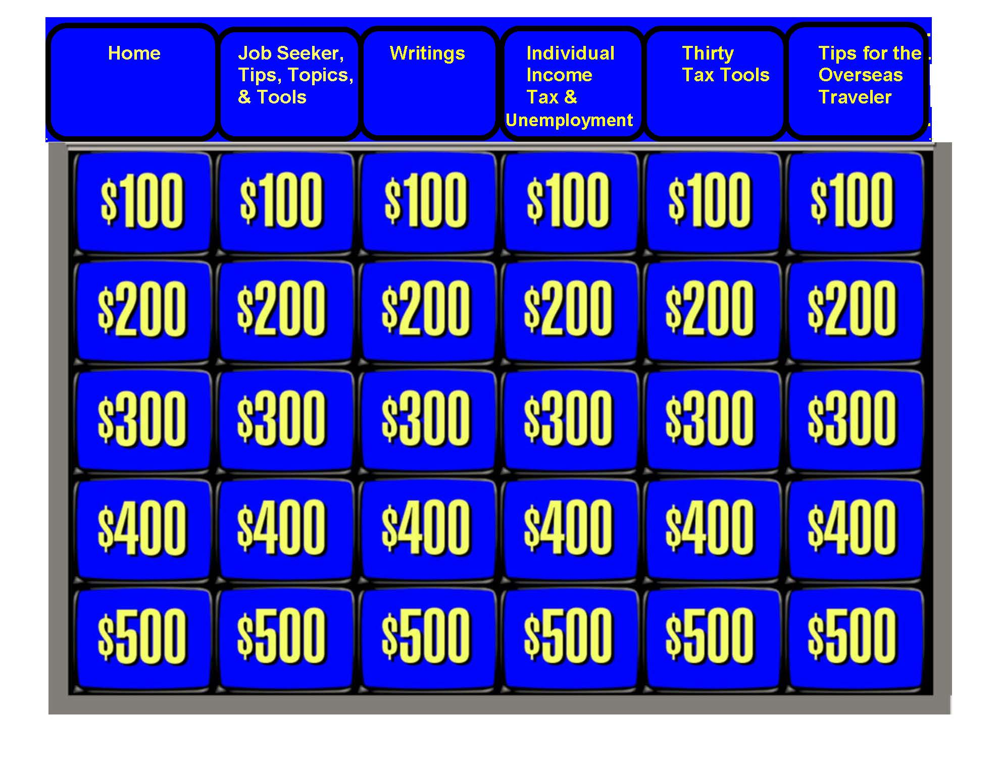 Home
Job Seeker,
Tips, Topics,
& Tools
Writings
Individual
Income
Tax &
Unemployment
Thirty
Tax Tools
Tips for the
Overseas
Traveler
$100 $100 $100 $100 $100 $100
$200 $200 $200 $200 $200 $200
$300 $300 $300 $300 $300 $300
$400 $400 $400 $400 $400 $400
$500 $500 $500 $500 $500 $500